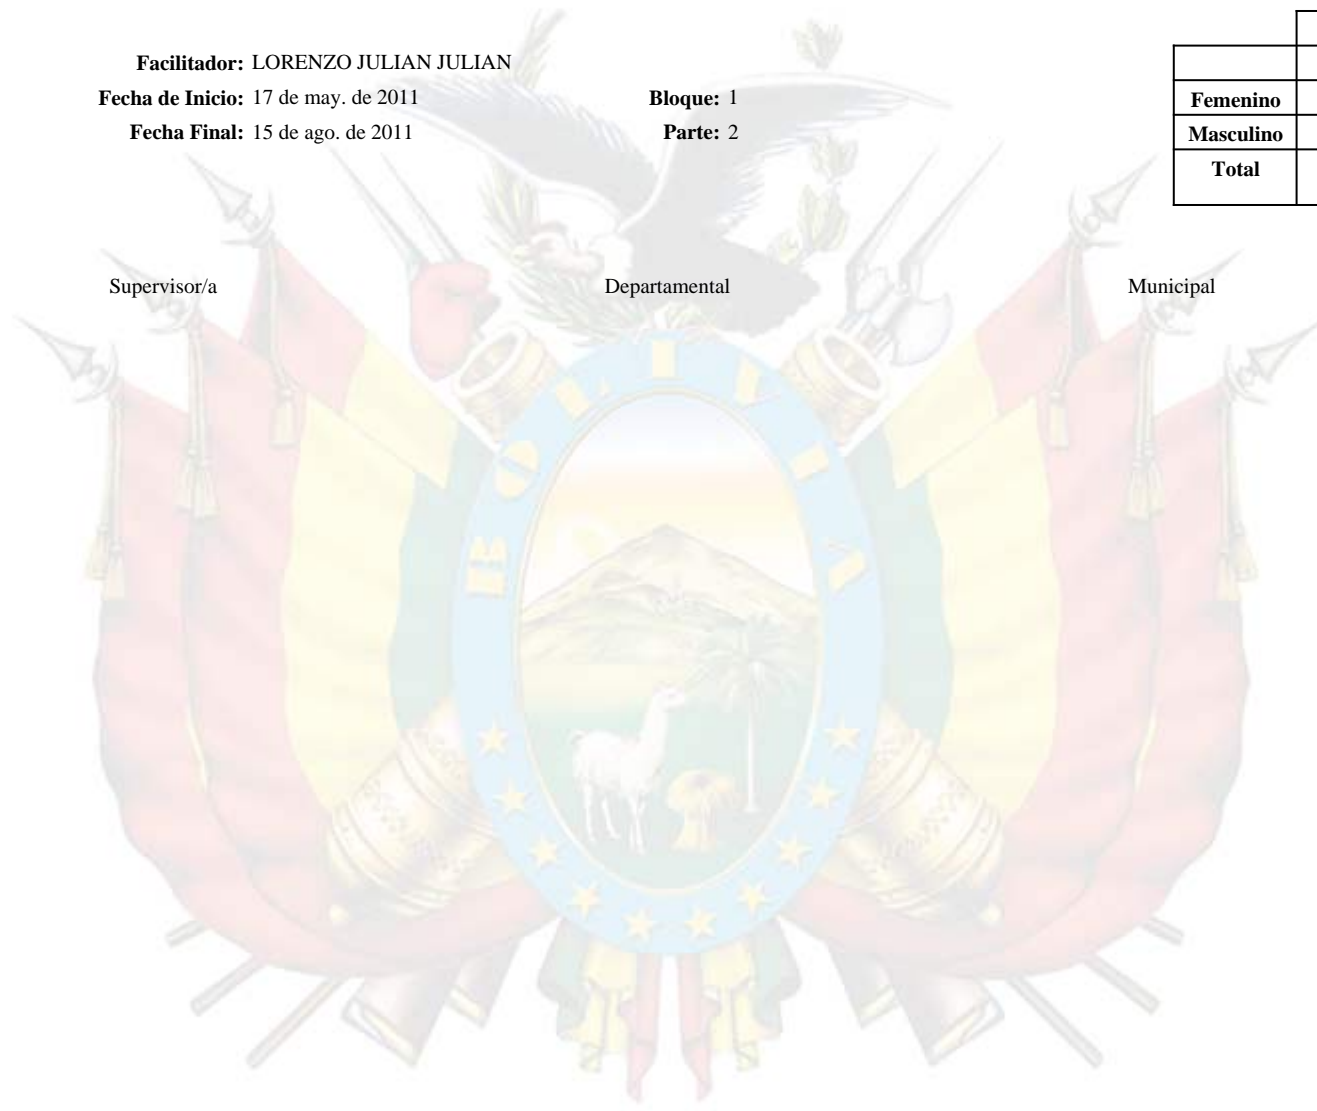 Facilitador: LORENZO JULIAN JULIAN
Fecha de Inicio: 17 de may. de 2011 Bloque: 1
Fecha Final: 15 de ago. de 2011 Parte: 2
Femenino
Masculino
Total
Supervisor/a Departamental Municipal
BOLIVIA